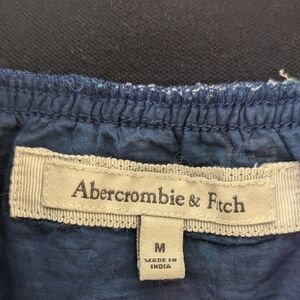 Abercrombie & Fitch
M
MADE IN
INDIA